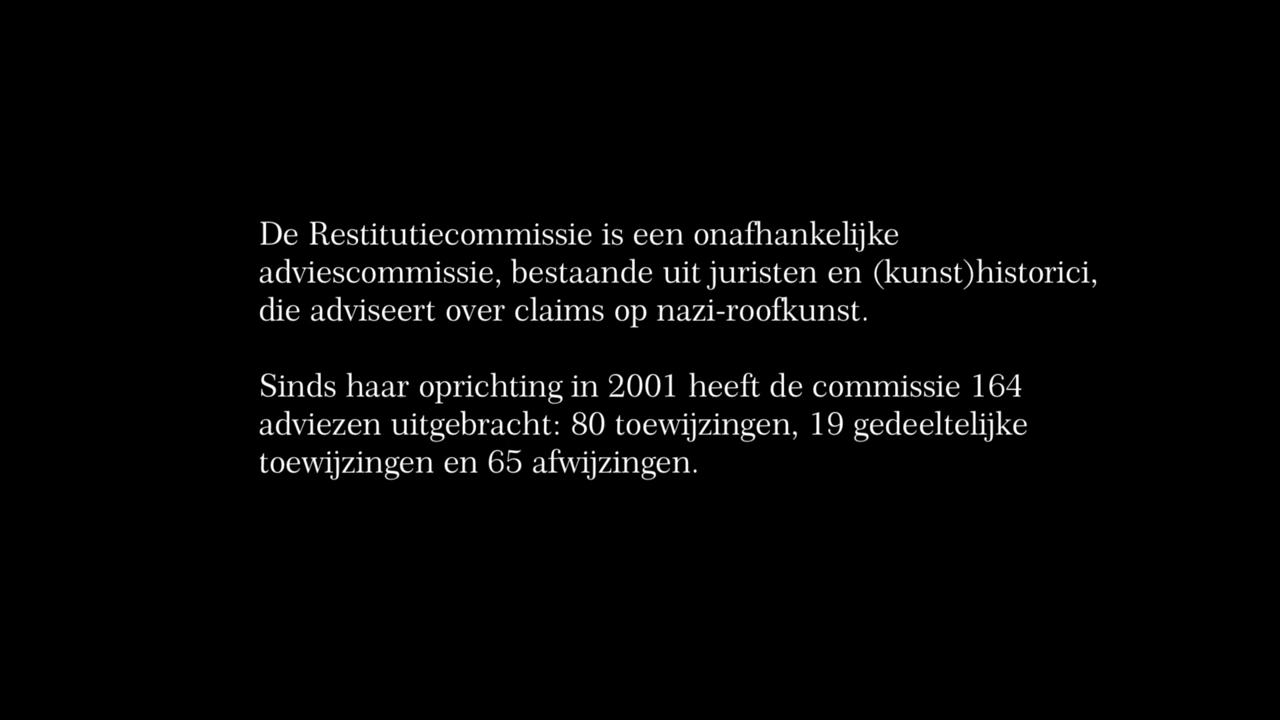 De Restitutiecommissie is een onafhankelijke
adviescommissie, bestaande uit juristen en (kunst)historici,
die adviseert over claims op nazi-roofkunst.
Sinds haar oprichting in 2001 heeft de commissie 164
adviezen uitgebracht: 80 toewijzingen, 19 gedeeltelijke
toewijzingen en 65 afwijzingen.